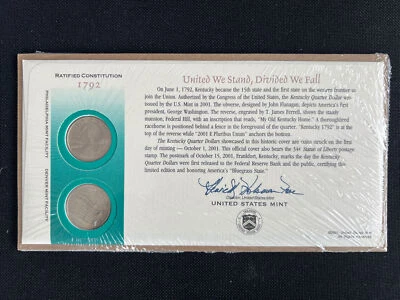 RATIFIED CONSTITUTION
1792
PHILADELPHIA MINT FACILITY
DENVER MINT FACILITY
United We Stand, Divided We Fall
On June 1, 1792, Kentucky became the 15th state and the first state on the western frontier to
join the Union. Authorized by the Congress of the United States, the Kentucky Quarter Dollar was
issued by the U.S. Mint in 2001. The obverse, designed by John Flanagan, depicts America's First
President, George Washington. The reverse, engraved by T. James Ferrell, shows the stately
mansion, Federal Hill, with an inscription that reads, "My Old Kentucky Home." A thoroughbred
racehorse is positioned behind a fence in the foreground of the quarter. "Kentucky 1792" is at the
top of the reverse while "2001 E Pluribus Unum" anchors the bottom.
The Kentucky Quarter Dollars showcased in this historic cover are coins struck on the first
day of minting — October 1, 2001. This official cover also bears the 34¢ Statue of Liberty postage
stamp. The postmark of October 15, 2001, Frankfort, Kentucky, marks the day the Kentucky
Quarter Dollars were first released to the Federal Reserve Bank and the public, certifying this
limited edition and honoring America's "Bluegrass State."
UNITED STATES MINT